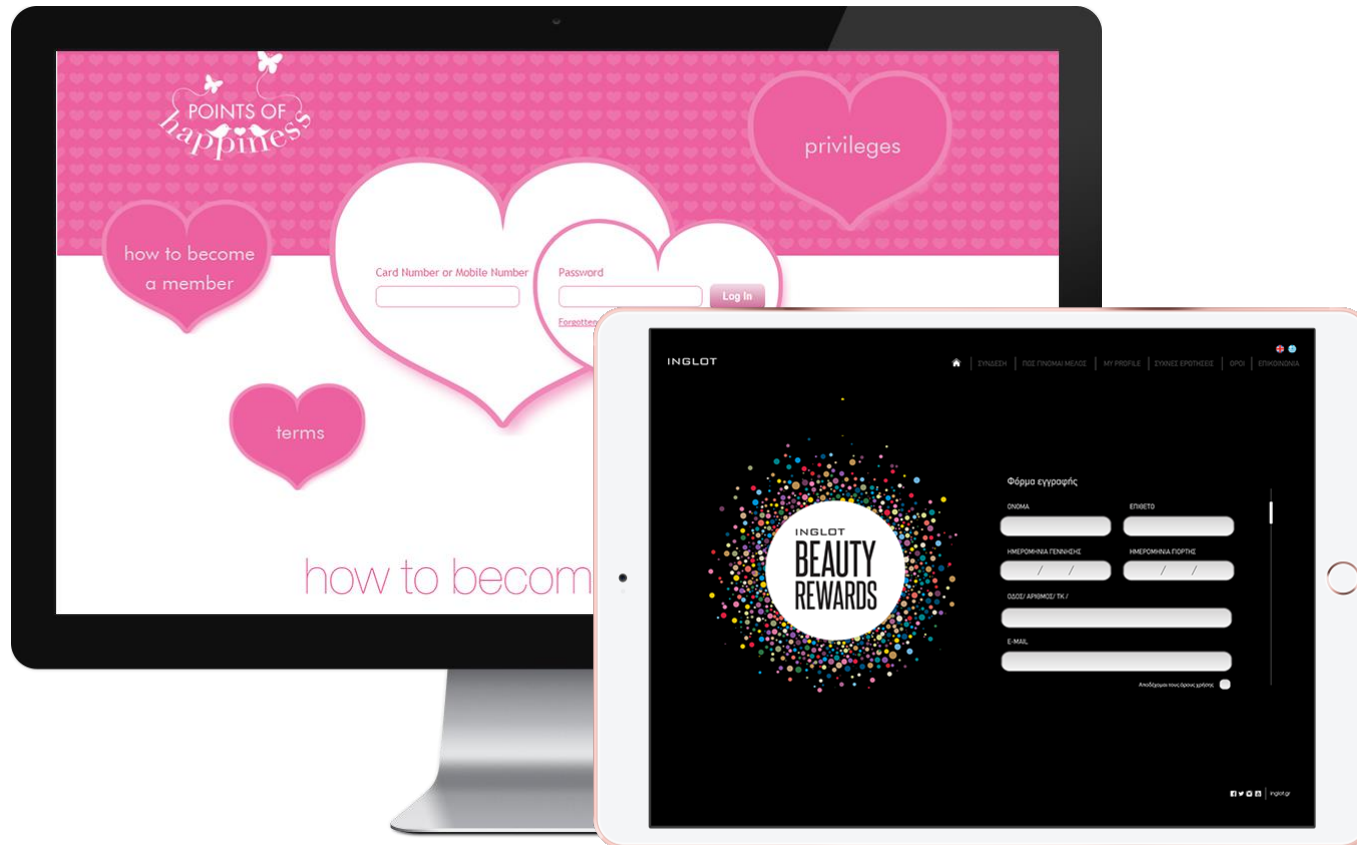 POINTS OF
happiness
privileges
how to become
a member
Card Number or Mobile Number
Password
Log In
Forgotten
terms
how to becom
INGLOT
ΣΥΝΔΕΣΗ
ΠΩΣ ΓΙΝΟΜΑΙ ΜΕΛΟΣ
MY PROFILE
ΣΥΧΝΕΣ ΕΡΩΤΗΣΕΙΣ
ΟΡΟΙ
ΕΠΙΚΟΙΝΩΝΙΑ
INGLOT
BEAUTY
REWARDS
Φόρμα εγγραφής
ΟΝΟΜΑ
ΕΠΙΘΕΤΟ
ΗΜΕΡΟΜΗΝΙΑ ΓΕΝΝΗΣΗΣ
ΗΜΕΡΟΜΗΝΙΑ ΓΙΟΡΤΗΣ
/ /
/ /
ΟΔΟΣ/ ΑΡΙΘΜΟΣ/ ΤΚ /
E-MAIL
Αποδέχομαι τους όρους χρήσης
inglot.gr